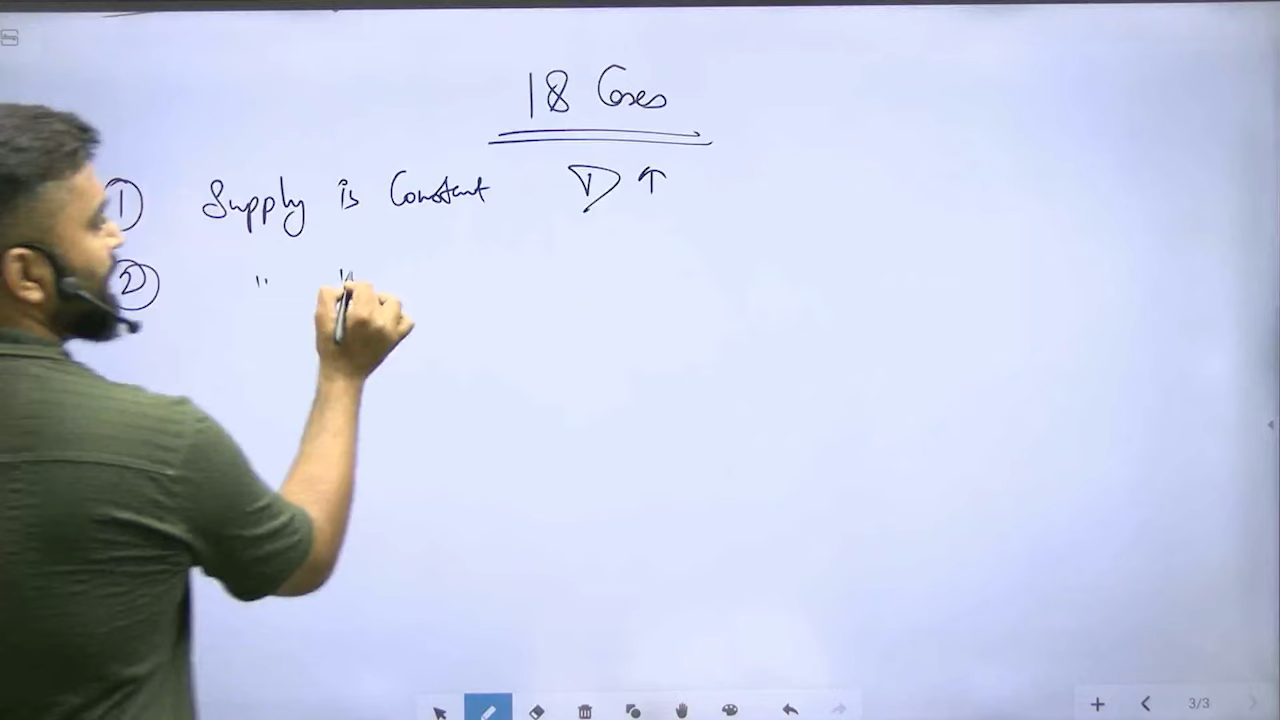 18 Cases
① Supply is Constant D ↑
② " "
3/3